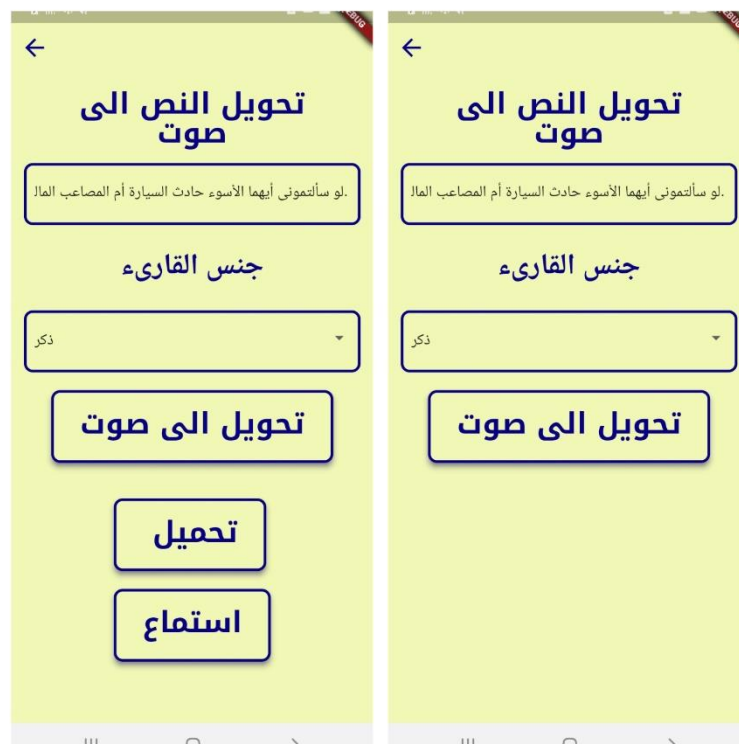 تحويل النص الى
صوت
.لو سألتمونى أيهما الأسوء حادث السيارة أم المصاعب المال
جنس القارىء
ذكر
تحويل الى صوت
تحميل
استماع
تحويل النص الى
صوت
.لو سألتمونى أيهما الأسوء حادث السيارة أم المصاعب المال
جنس القارىء
ذكر
تحويل الى صوت